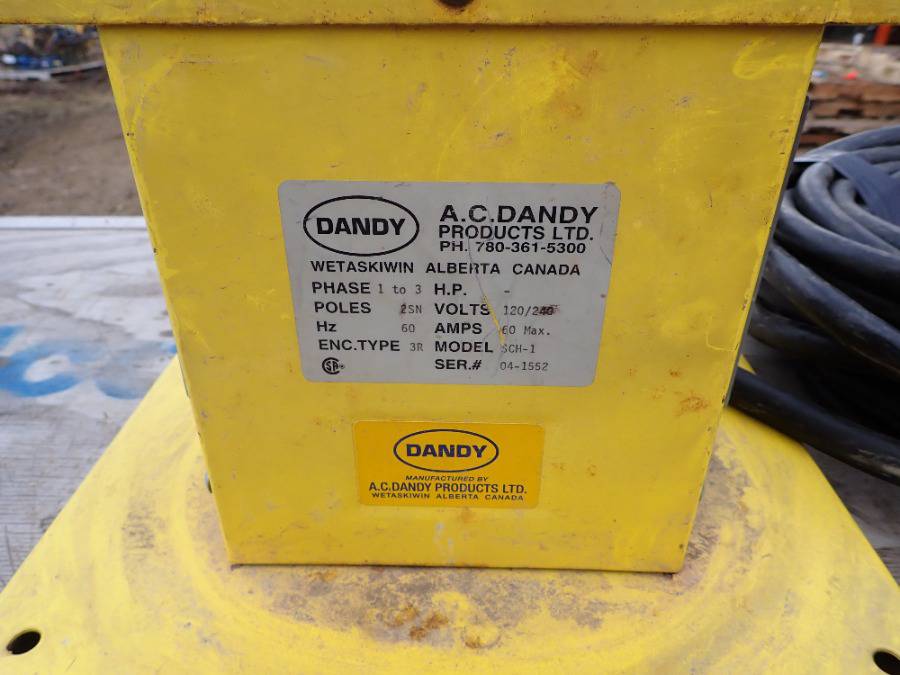 DANDY
A.C.DANDY
PRODUCTS LTD.
PH. 780-361-5300
WETASKIWIN ALBERTA CANADA
PHASE 1 to 3 H.P. -
POLES 2SN VOLTS 120/240
Hz 60 AMPS 60 Max.
ENC.TYPE 3R MODEL SCH-1
SER.# 04-1552
DANDY
MANUFACTURED BY
A.C.DANDY PRODUCTS LTD.
WETASKIWIN ALBERTA CANADA